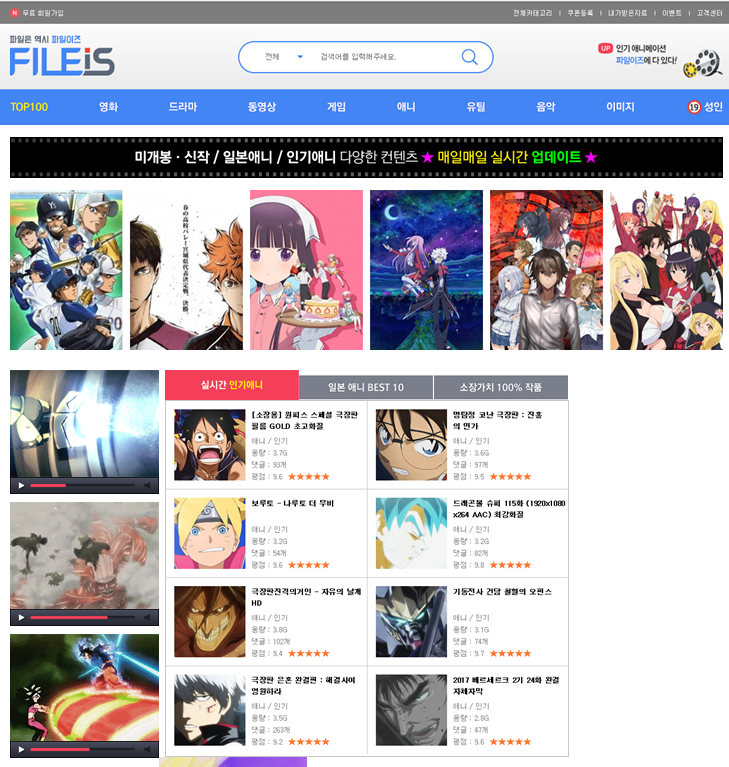 N 무료 회원가입
전체카테고리 | 쿠폰등록 | 내가받은자료 | 이벤트 | 고객센터
파일은 역시 파일이즈
FILEiS
전체 검색어를 입력해주세요.
UP 인기 애니메이션
파일이즈에 다 있다!
TOP100 영화 드라마 동영상 게임 애니 유틸 음악 이미지 19 성인
미개봉 · 신작 / 일본애니 / 인기애니 다양한 컨텐츠 ★ 매일매일 실시간 업데이트 ★
春の高校バレー宮城県代表決定戦、決勝。
실시간 인기애니
일본 애니 BEST 10
소장가치 100% 작품
[소장용] 원피스 스페셜 극장판
필름 GOLD 초고화질
애니 / 인기
용량 : 3.7G
댓글 : 93개
평점 : 9.6 ★★★★★
명탐정 코난 극장판 : 진홍
의 연가
애니 / 인기
용량 : 3.6G
댓글 : 97개
평점 : 9.5 ★★★★★
보루토 - 나루토 더 무비
애니 / 인기
용량 : 3.2G
댓글 : 54개
평점 : 9.6 ★★★★★
드래곤볼 슈퍼 115화 (1920x1080
x264 AAC) 최강화질
애니 / 인기
용량 : 3.2G
댓글 : 82개
평점 : 9.8 ★★★★★
극장판진격의거인 - 자유의 날개
HD
애니 / 인기
용량 : 3.8G
댓글 : 102개
평점 : 9.4 ★★★★★
기동전사 건담 철혈의 오펀스
애니 / 인기
용량 : 3.1G
댓글 : 74개
평점 : 9.7 ★★★★★
극장판 은혼 완결판 : 해결사여
영원하라
애니 / 인기
용량 : 3.5G
댓글 : 263개
평점 : 9.2 ★★★★★
2017 베르세르크 2기 24화 완결
자체자막
애니 / 인기
용량 : 2.8G
댓글 : 47개
평점 : 9.6 ★★★★★